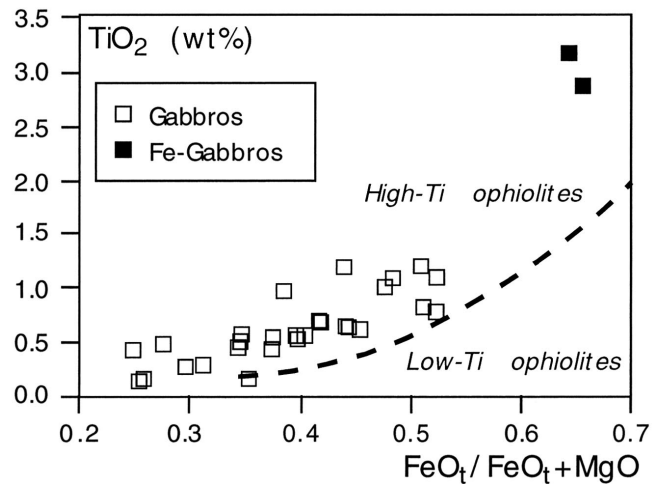 3.5
TiO₂ (wt%)
3.0
2.5
2.0
1.5
1.0
0.5
0.0
Gabbros
Fe-Gabbros
High-Ti ophiolites
Low-Ti ophiolites
0.2 0.3 0.4 0.5 0.6 0.7
FeOₜ/ FeOₜ+MgO